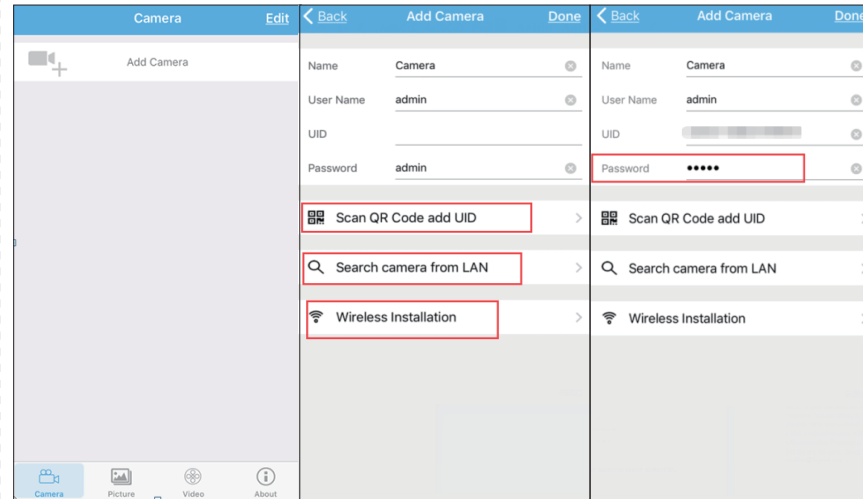 Camera
Edit
Add Camera
Camera
Picture
Video
About
Back
Add Camera
Done
Name
Camera
User Name
admin
UID
Password
admin
Scan QR Code add UID
Search camera from LAN
Wireless Installation
Back
Add Camera
Done
Name
Camera
User Name
admin
UID
Password
•••••
Scan QR Code add UID
Search camera from LAN
Wireless Installation